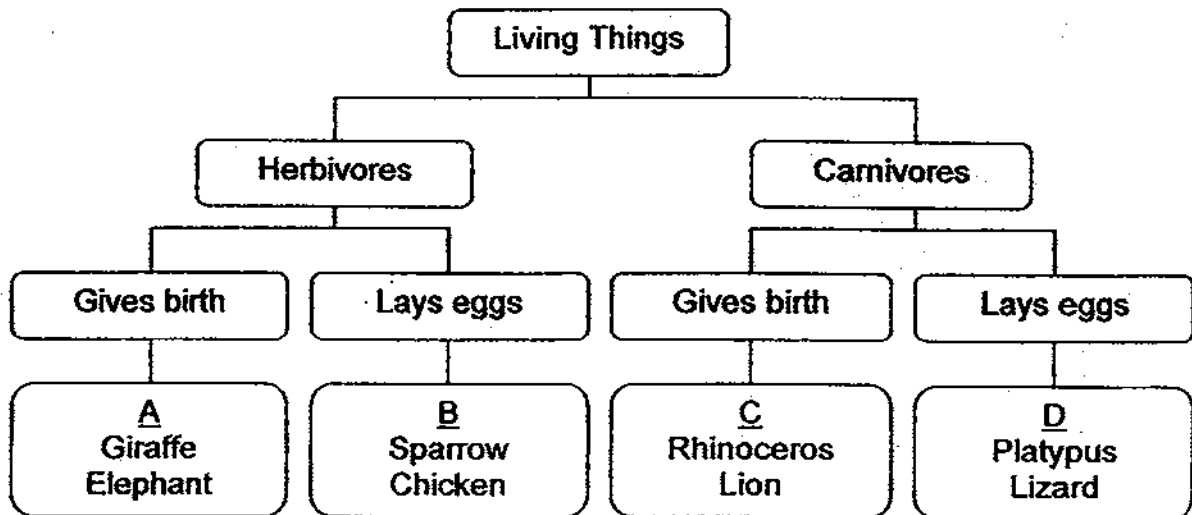 Living Things
Herbivores
Carnivores
Gives birth
Lays eggs
Gives birth
Lays eggs
A
Giraffe
Elephant
B
Sparrow
Chicken
C
Rhinoceros
Lion
D
Platypus
Lizard